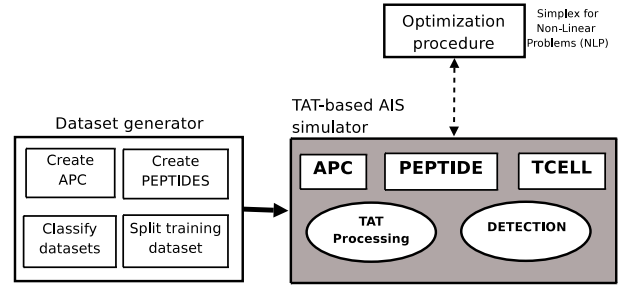 Optimization
procedure
Simplex for
Non-Linear
Problems (NLP)
TAT-based AIS
simulator
Dataset generator
Create
APC
Create
PEPTIDES
Classify
datasets
Split training
dataset
APC
PEPTIDE
TCELL
TAT
Processing
DETECTION